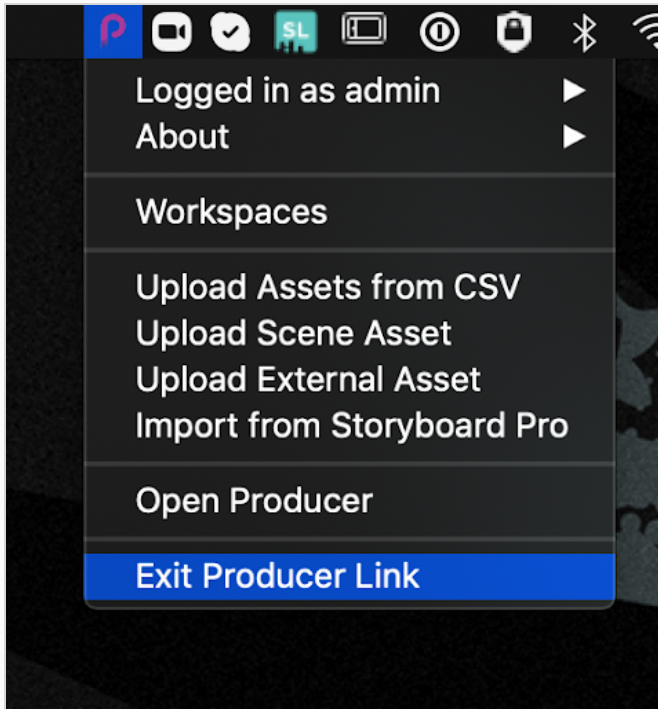 SL
Logged in as admin
About
Workspaces
Upload Assets from CSV
Upload Scene Asset
Upload External Asset
Import from Storyboard Pro
Open Producer
Exit Producer Link